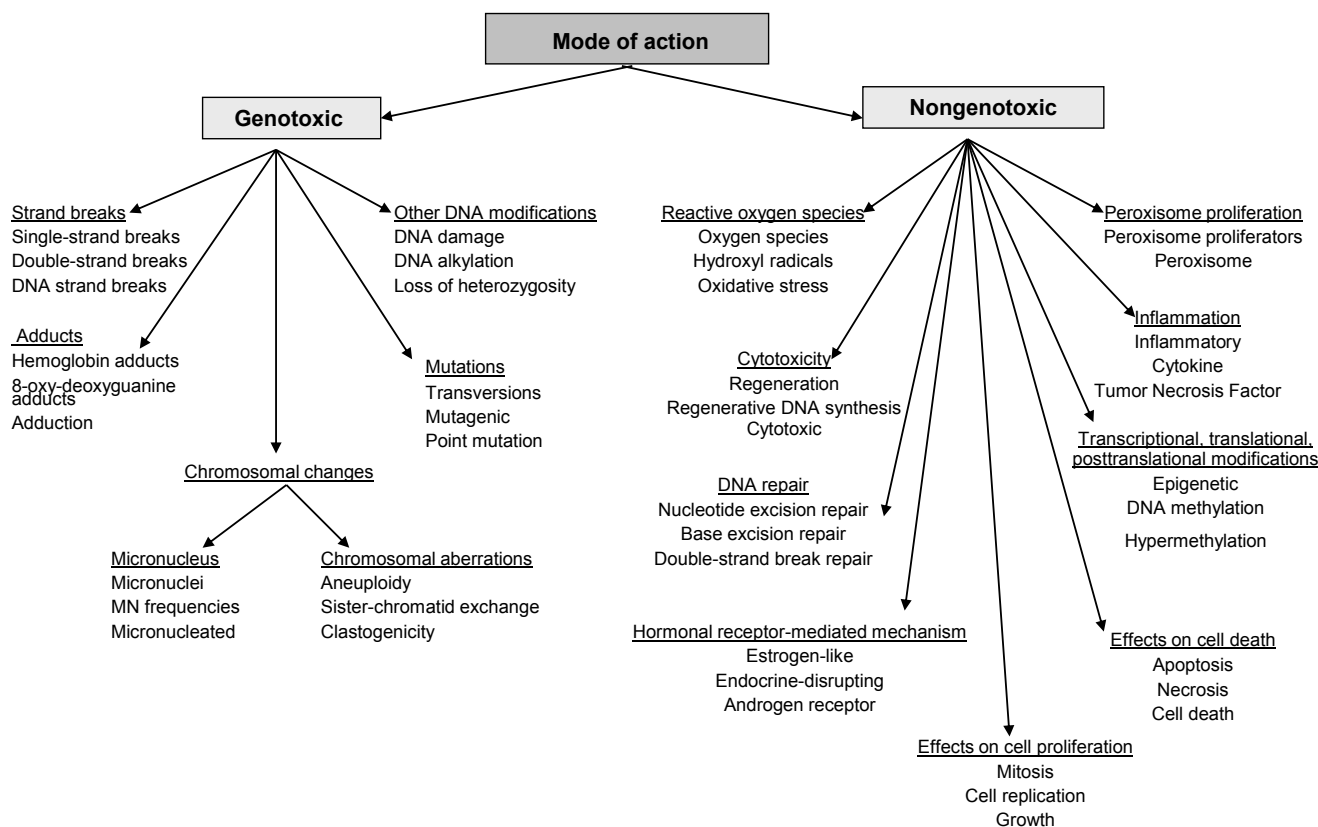 Mode of action
Genotoxic
Nongenotoxic
Strand breaks
Single-strand breaks
Double-strand breaks
DNA strand breaks
Other DNA modifications
DNA damage
DNA alkylation
Loss of heterozygosity
Adducts
Hemoglobin adducts
8-oxy-deoxyguanine
adducts
Adduction
Mutations
Transversions
Mutagenic
Point mutation
Chromosomal changes
Micronucleus
Micronuclei
MN frequencies
Micronucleated
Chromosomal aberrations
Aneuploidy
Sister-chromatid exchange
Clastogenicity
Reactive oxygen species
Oxygen species
Hydroxyl radicals
Oxidative stress
Peroxisome proliferation
Peroxisome proliferators
Peroxisome
Inflammation
Inflammatory
Cytokine
Tumor Necrosis Factor
Cytotoxicity
Regeneration
Regenerative DNA synthesis
Cytotoxic
Transcriptional, translational,
posttranslational modifications
Epigenetic
DNA methylation
Hypermethylation
DNA repair
Nucleotide excision repair
Base excision repair
Double-strand break repair
Hormonal receptor-mediated mechanism
Estrogen-like
Endocrine-disrupting
Androgen receptor
Effects on cell death
Apoptosis
Necrosis
Cell death
Effects on cell proliferation
Mitosis
Cell replication
Growth